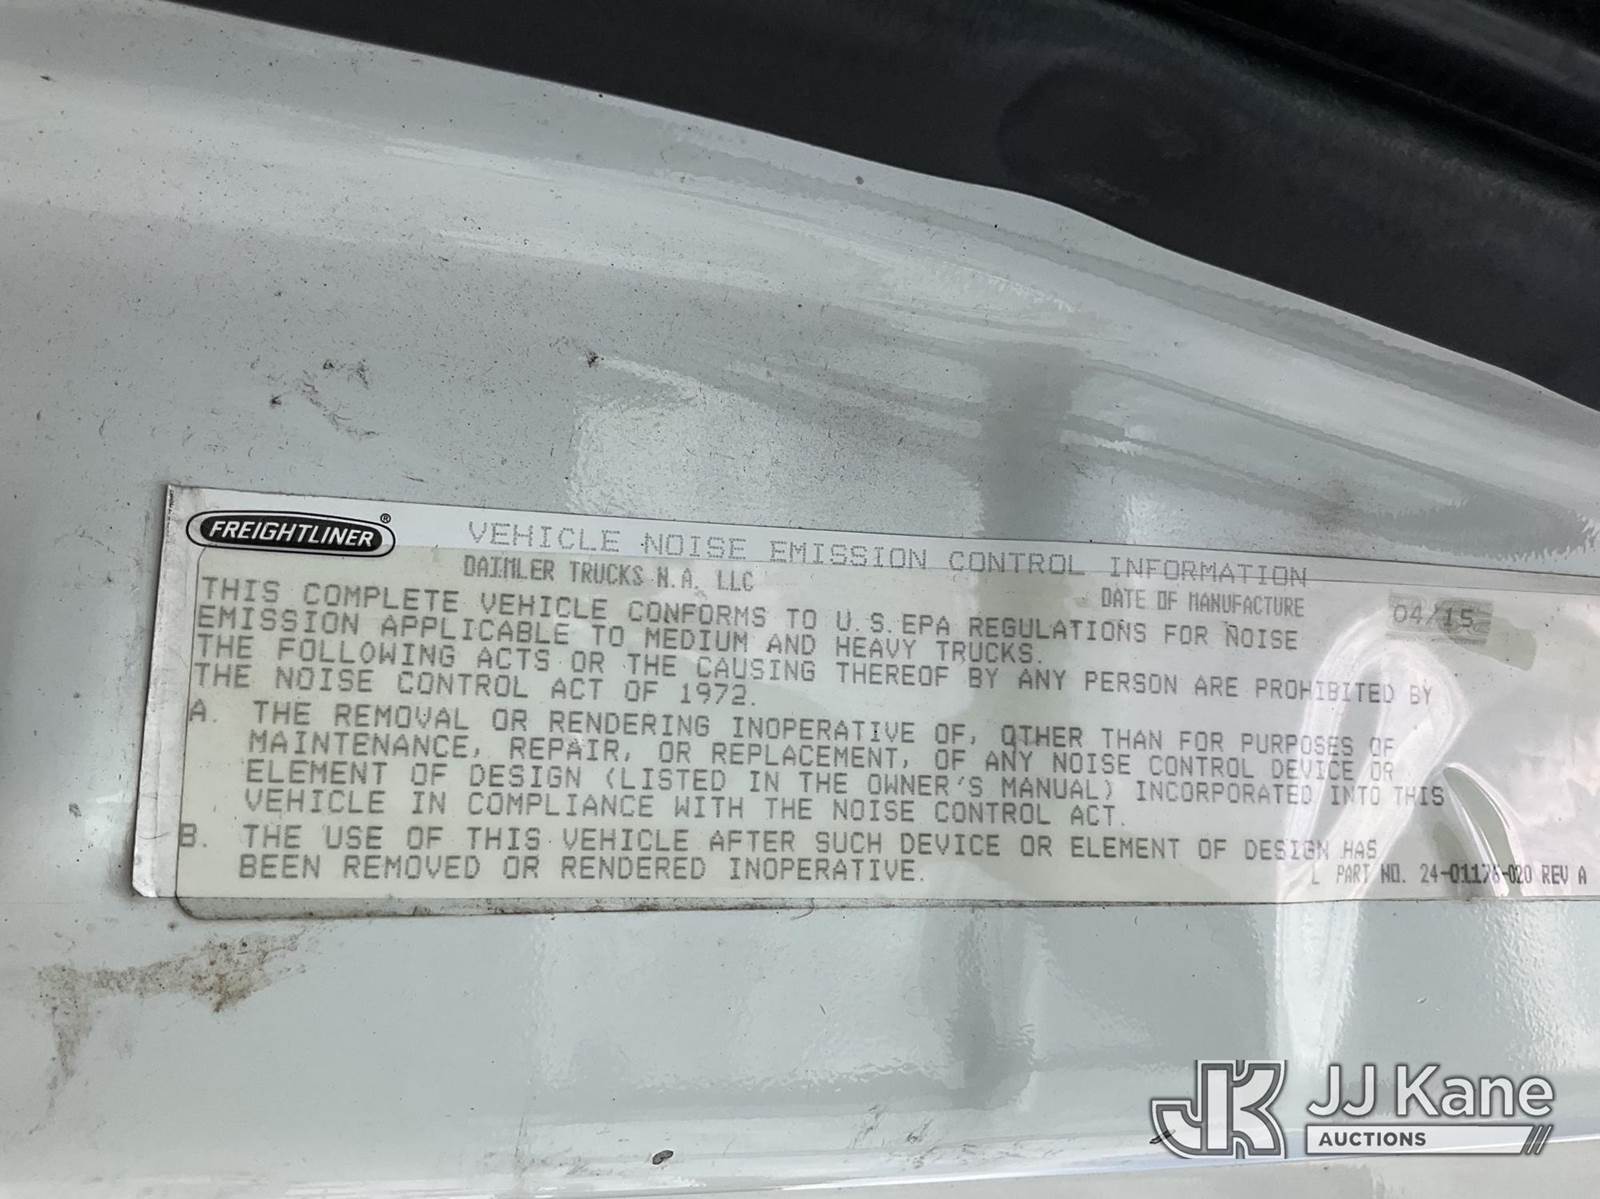 FREIGHTLINER®
VEHICLE NOISE EMISSION CONTROL INFORMATION
DAIMLER TRUCKS N.A. LLC
DATE OF MANUFACTURE 04/15
THIS COMPLETE VEHICLE CONFORMS TO U.S.EPA REGULATIONS FOR NOISE
EMISSION APPLICABLE TO MEDIUM AND HEAVY TRUCKS.
THE FOLLOWING ACTS OR THE CAUSING THEREOF BY ANY PERSON ARE PROHIBITED BY
THE NOISE CONTROL ACT OF 1972.
A. THE REMOVAL OR RENDERING INOPERATIVE OF, OTHER THAN FOR PURPOSES OF
MAINTENANCE, REPAIR, OR REPLACEMENT, OF ANY NOISE CONTROL DEVICE OR
ELEMENT OF DESIGN (LISTED IN THE OWNER'S MANUAL) INCORPORATED INTO THIS
VEHICLE IN COMPLIANCE WITH THE NOISE CONTROL ACT.
B. THE USE OF THIS VEHICLE AFTER SUCH DEVICE OR ELEMENT OF DESIGN HAS
BEEN REMOVED OR RENDERED INOPERATIVE.
L PART NO. 24-01176-020 REV A
JK JJ Kane
AUCTIONS